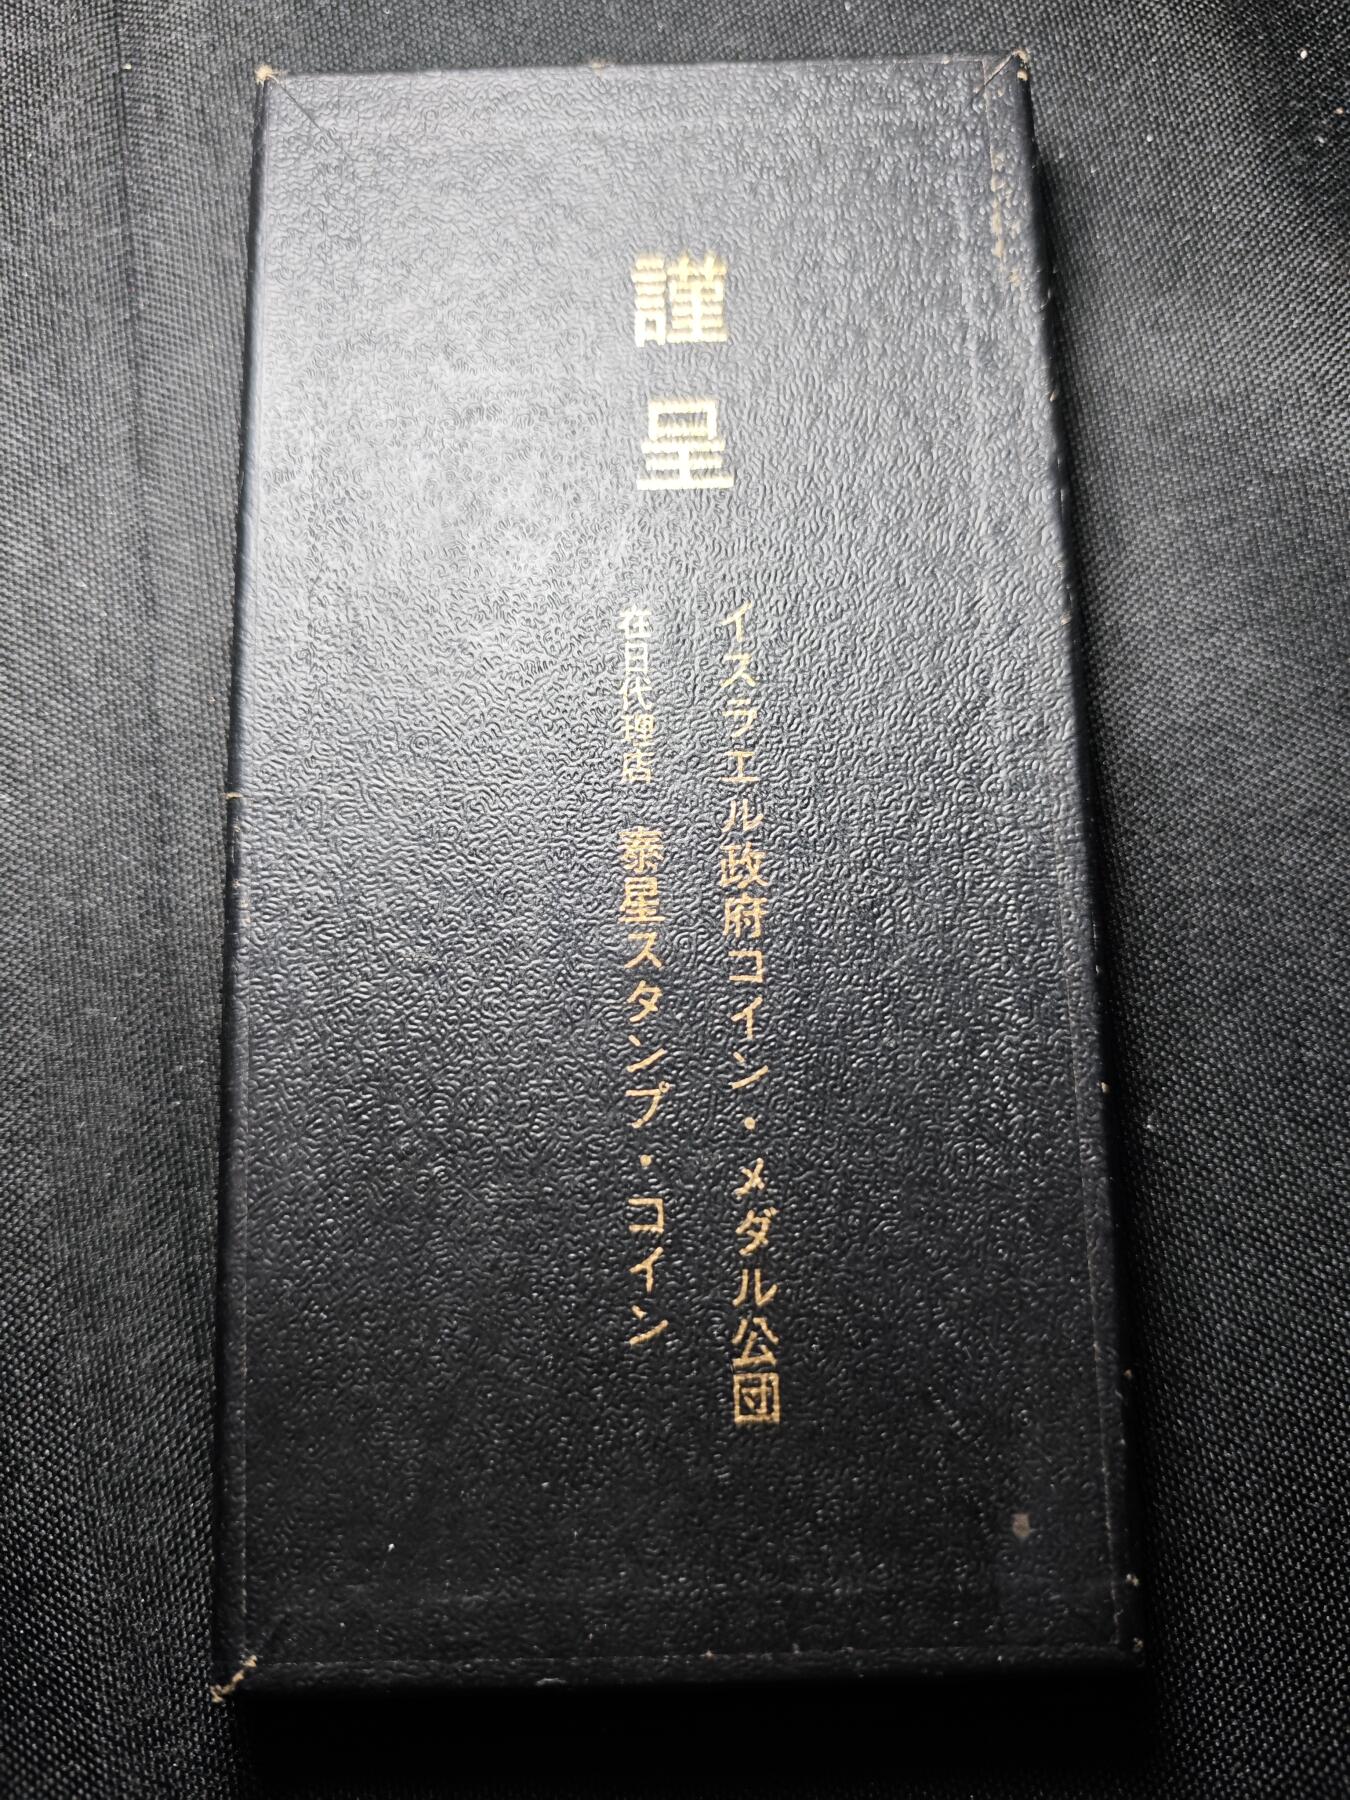 謹呈
イスラエル政府コイン・メダル公団
在日代理店 泰星スタンプ・コイン